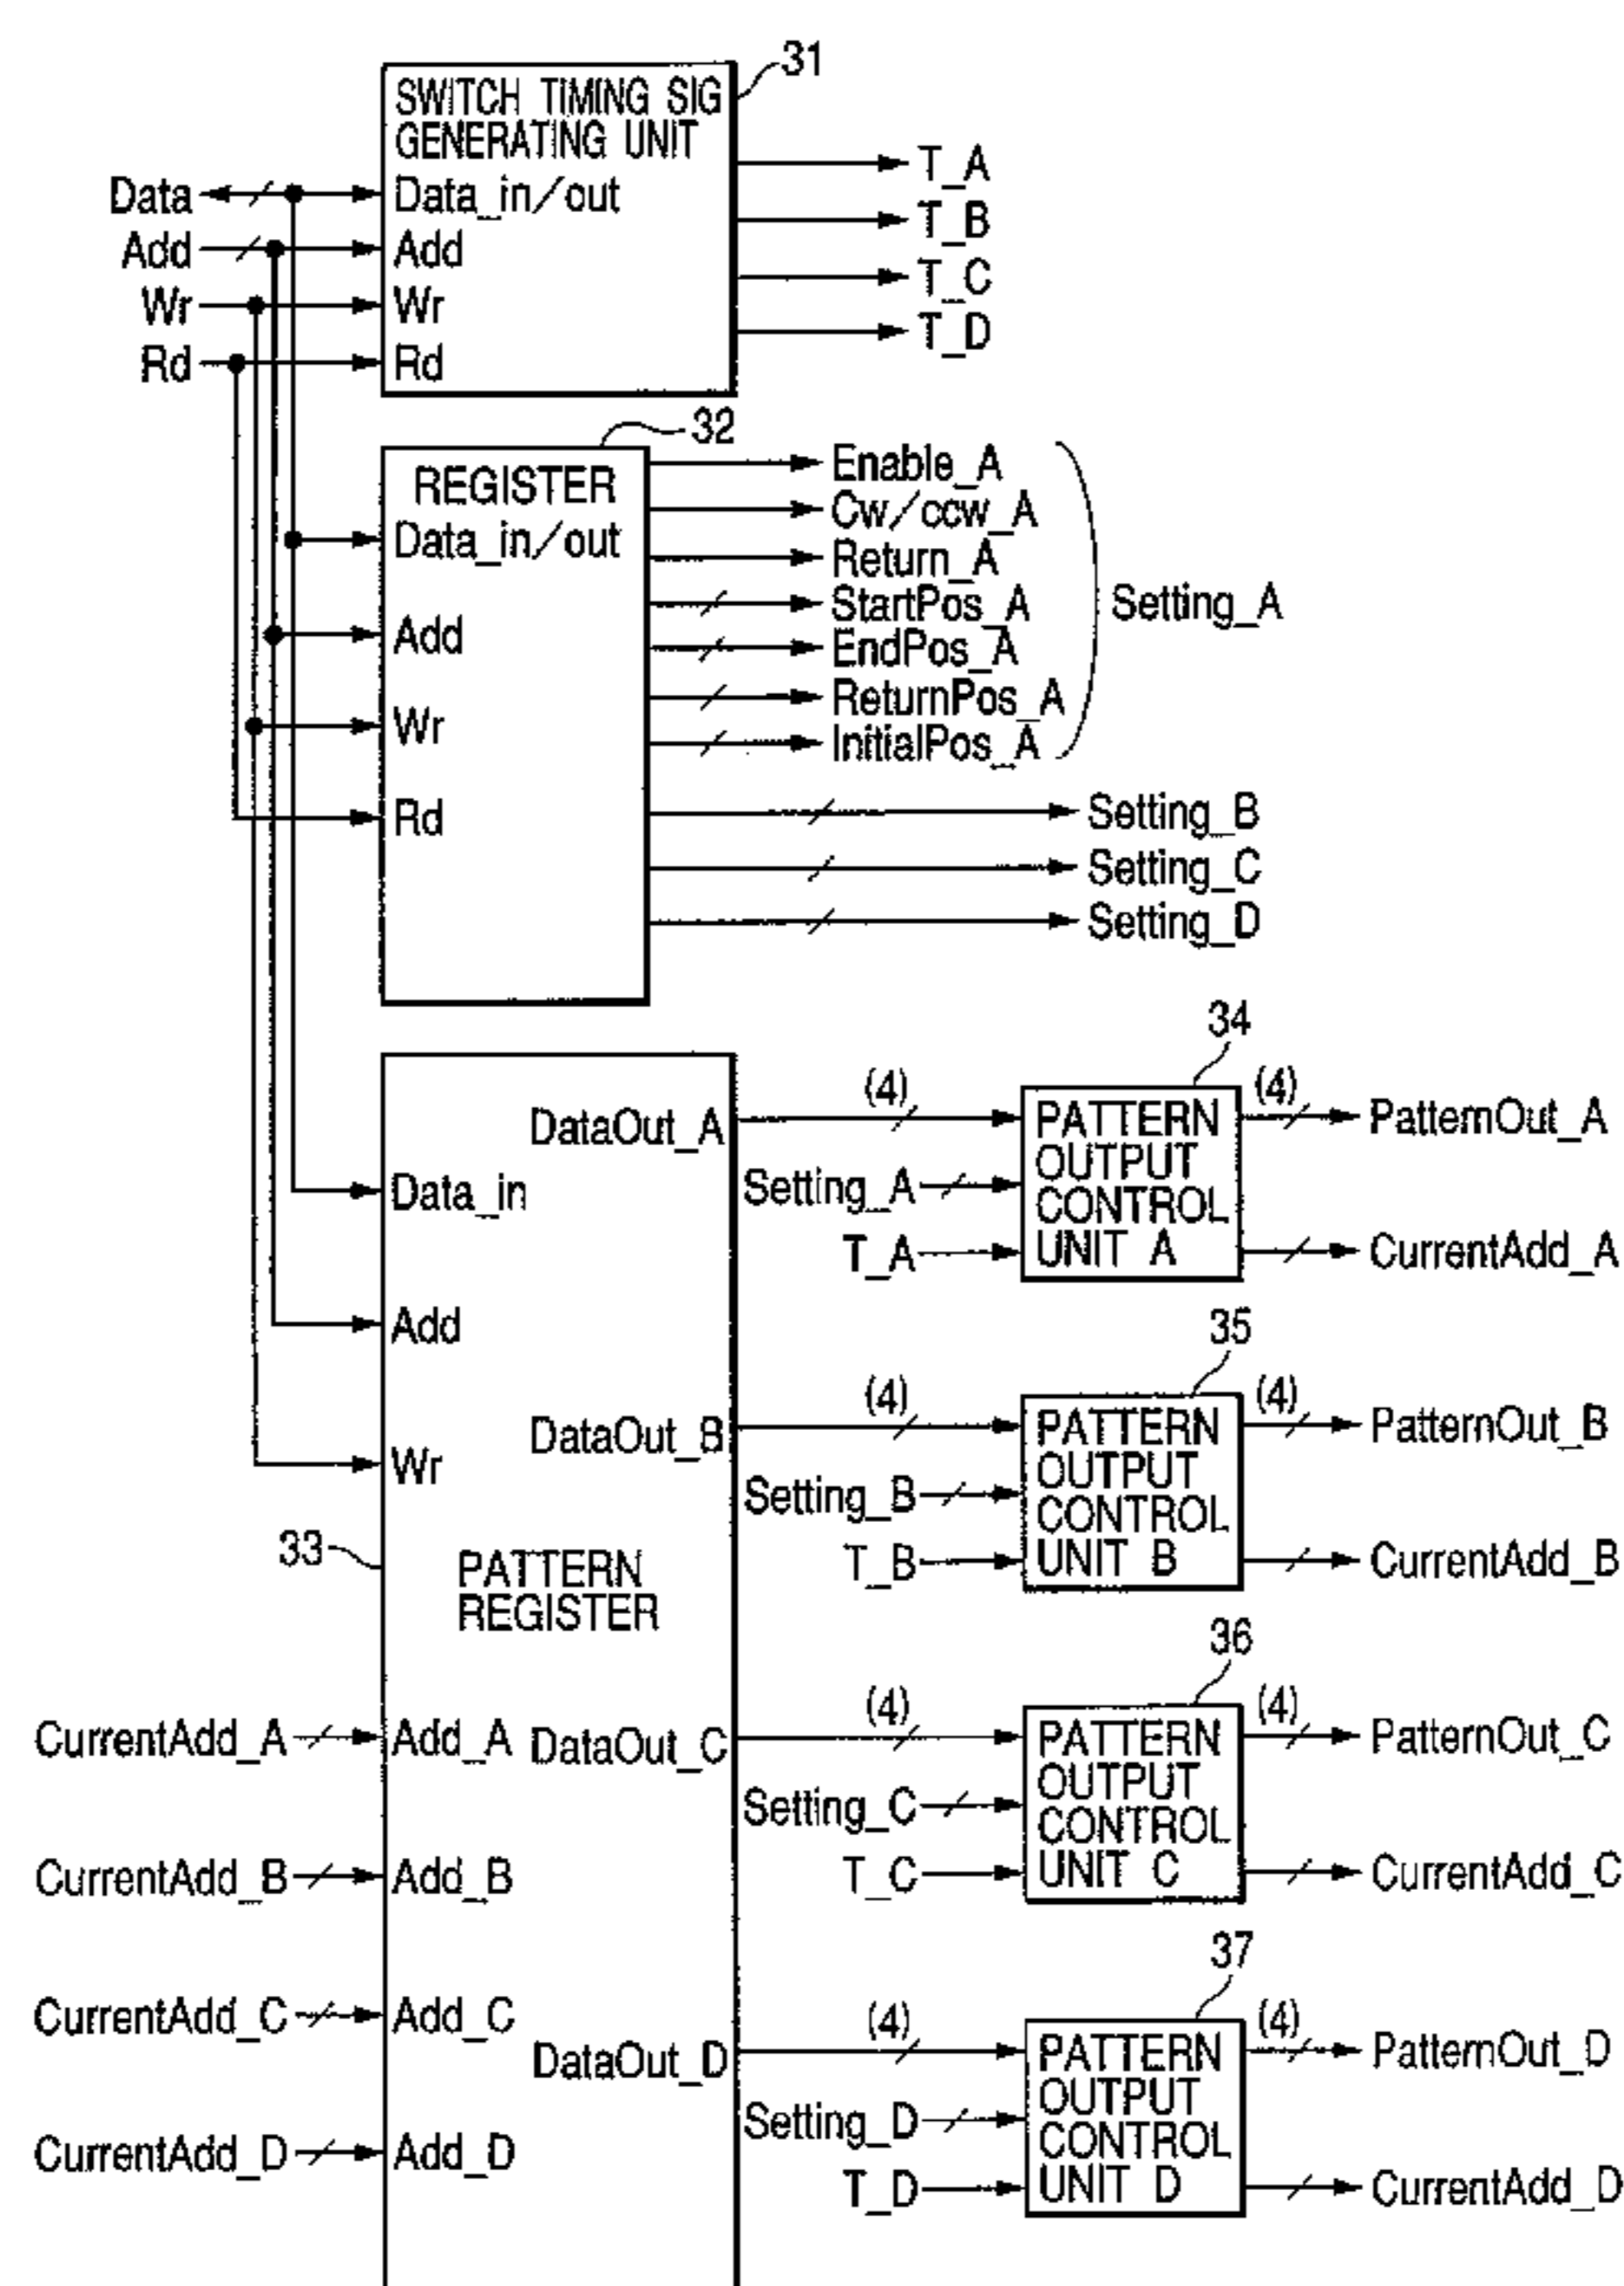 31
SWITCH TIMING SIG
GENERATING UNIT
Data
Data_in/out
Add
Add
Wr
Wr
Rd
Rd
T_A
T_B
T_C
T_D
32
REGISTER
Data_in/out
Add
Wr
Rd
Enable_A
Cw/ccw_A
Return_A
StartPos_A
EndPos_A
ReturnPos_A
InitialPos_A
Setting_A
Setting_B
Setting_C
Setting_D
33
PATTERN
REGISTER
Data_in
Add
Wr
CurrentAdd_A
Add_A
CurrentAdd_B
Add_B
CurrentAdd_C
Add_C
CurrentAdd_D
Add_D
DataOut_A
(4)
Setting_A
T_A
34
PATTERN
OUTPUT
CONTROL
UNIT A
(4)
PatternOut_A
CurrentAdd_A
DataOut_B
(4)
Setting_B
T_B
35
PATTERN
OUTPUT
CONTROL
UNIT B
(4)
PatternOut_B
CurrentAdd_B
DataOut_C
(4)
Setting_C
T_C
36
PATTERN
OUTPUT
CONTROL
UNIT C
(4)
PatternOut_C
CurrentAdd_C
DataOut_D
(4)
Setting_D
T_D
37
PATTERN
OUTPUT
CONTROL
UNIT D
(4)
PatternOut_D
CurrentAdd_D